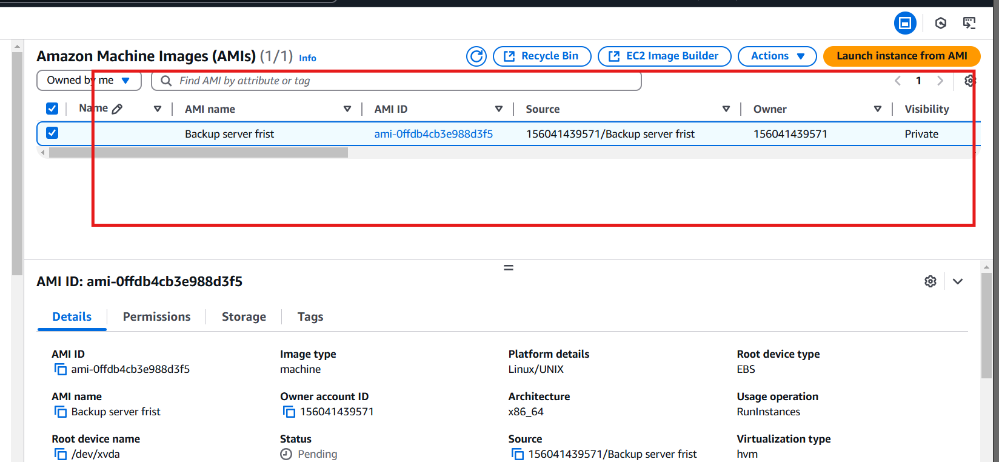 Amazon Machine Images (AMIs) (1/1) Info Recycle Bin EC2 Image Builder Actions Launch instance from AMI
Owned by me Find AMI by attribute or tag 1
Name AMI name AMI ID Source Owner Visibility
Backup server frist ami-0ffdb4cb3e988d3f5 156041439571/Backup server frist 156041439571 Private
AMI ID: ami-0ffdb4cb3e988d3f5
Details Permissions Storage Tags
AMI ID Image type Platform details Root device type
ami-0ffdb4cb3e988d3f5 machine Linux/UNIX EBS
AMI name Owner account ID Architecture Usage operation
Backup server frist 156041439571 x86_64 RunInstances
Root device name Status Source Virtualization type
/dev/xvda Pending 156041439571/Backup server frist hvm